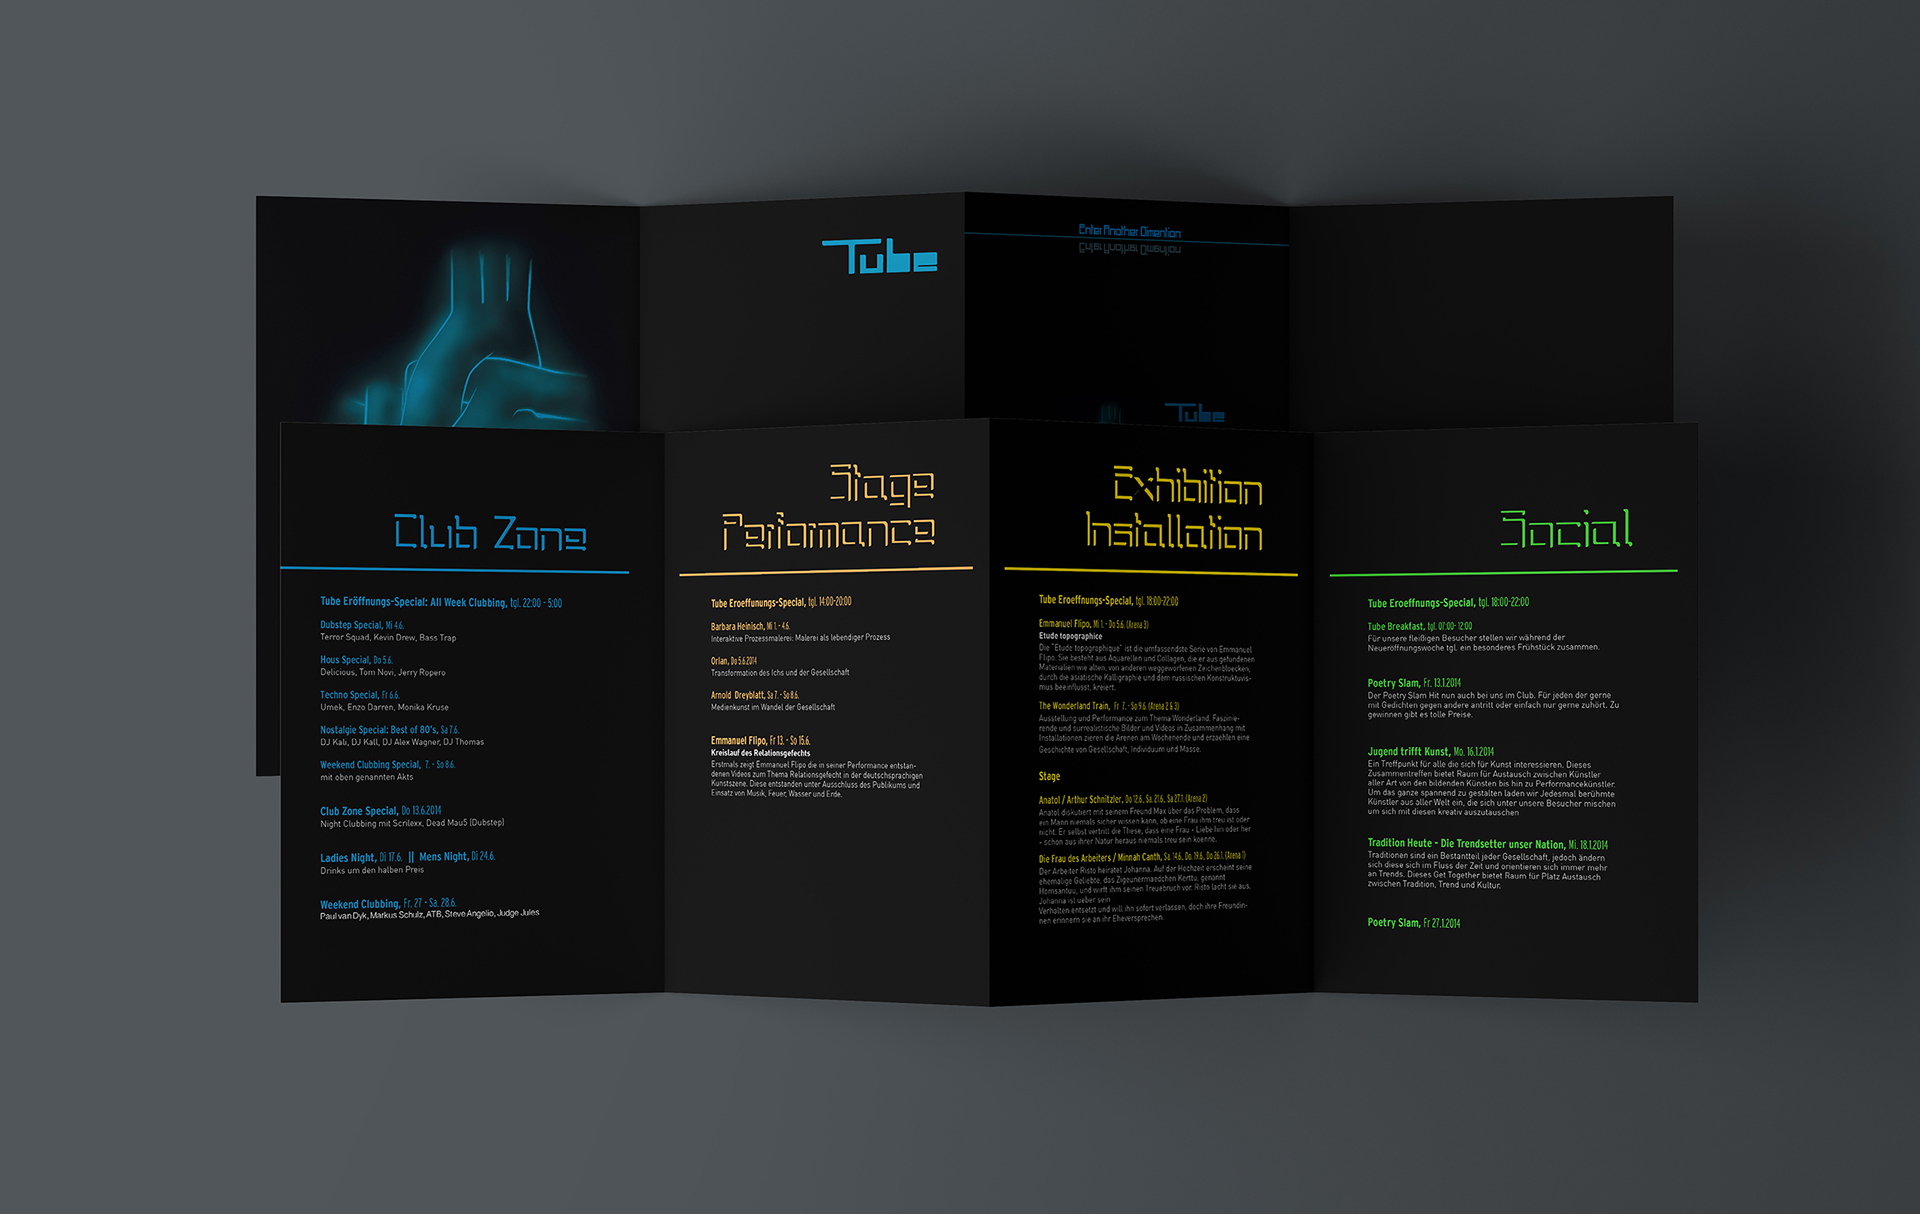 Tube
Enter Another Dimention
Enter Another Dimention
Tube
Club Zone
Tube Eröffnungs-Special: All Week Clubbing, tgl. 22:00 - 5:00
Dubstep Special, Mi 4.6.
Terror Squad, Kevin Drew, Bass Trap
Hous Special, Do 5.6.
Delicious, Tom Novi, Jerry Ropero
Techno Special, Fr 6.6.
Umek, Enzo Darren, Monika Kruse
Nostalgie Special: Best of 80's, Sa 7.6.
DJ Kali, DJ Kall, DJ Alex Wagner, DJ Thomas
Weekend Clubbing Special, 7. - So 8.6.
mit oben genannten Akts
Club Zone Special, Do 13.6.2014
Night Clubbing mit Scrilexx, Dead Mau5 (Dubstep)
Ladies Night, Di 17.6. || Mens Night, Di 24.6.
Drinks um den halben Preis
Weekend Clubbing, Fr. 27 - Sa. 28.6.
Paul van Dyk, Markus Schulz, ATB, Steve Angelio, Judge Jules
Stage
Perfomance
Tube Eroeffunungs-Special, tgl. 14:00-20:00
Barbara Heinisch, Mi 1. - 4.6.
Interaktive Prozessmalerei: Malerei als lebendiger Prozess
Orlan, Do 5.6.2014
Transformation des Ichs und der Gesellschaft
Arnold Dreyblatt, Sa 7. - So 8.6.
Medienkunst im Wandel der Gesellschaft
Emmanuel Flipo, Fr 13. - So 15.6.
Kreislauf des Relationsgefechts
Erstmals zeigt Emmanuel Flipo die in seiner Performance entstan-
denen Videos zum Thema Relationsgefecht in der deutschsprachigen
Kunstszene. Diese entstanden unter Ausschluss des Publikums und
Einsatz von Musik, Feuer, Wasser und Erde.
Exhibition
Installation
Tube Eroeffnungs-Special, tgl. 18:00-22:00
Emmanuel Flipo, Mi 1. - Do 5.6. (Arena 3)
Etude topographice
Die "Etude topographique" ist die umfassendste Serie von Emmanuel
Flipo. Sie besteht aus Aquarellen und Collagen, die er aus gefundenen
Materialien wie alten, von anderen weggeworfenen Zeichenbloecken,
durch die asiatische Kalligraphie und dem russischen Konstruktuvis-
mus beeinflusst, kreiert.
The Wonderland Train, Fr 7. - So 9.6. (Arena 2 & 3)
Ausstellung und Performance zum Thema Wonderland. Faszinie-
rende und surrealistische Bilder und Videos in Zusammenhang mit
Installationen zieren die Arenen am Wochenende und erzaehlen eine
Geschichte von Gesellschaft, Individuum und Masse.
Stage
Anatol / Arthur Schnitzler, Do 12.6., Sa. 21.6., Sa 27.1. (Arena 2)
Anatol diskutiert mit seinem Freund Max über das Problem, dass
ein Mann niemals sicher wissen kann, ob eine Frau ihm treu ist oder
nicht. Er selbst vertritt die These, dass eine Frau - Liebe hin oder her
- schon aus ihrer Natur heraus niemals treu sein koenne.
Die Frau des Arbeiters / Minnah Canth, Sa. 14.6., Do. 19.6., Do 26.1. (Arena 1)
Der Arbeiter Risto heiratet Johanna. Auf der Hochzeit erscheint seine
ehemalige Geliebte, das Zigeunermaedchen Kerttu, genannt
Homsantuu, und wirft ihm seinen Treuebruch vor. Risto lacht sie aus.
Johanna ist ueber sein
Verhalten entsetzt und will ihn sofort verlassen, doch ihre Freundin-
nen erinnern sie an ihr Eheversprechen.
Social
Tube Eroeffnungs-Special, tgl. 18:00-22:00
Tube Breakfast, tgl. 07:00- 12:00
Für unsere fleißigen Besucher stellen wir während der
Neueröffnungswoche tgl. ein besonderes Frühstück zusammen.
Poetry Slam, Fr. 13.1.2014
Der Poetry Slam Hit nun auch bei uns im Club. Für jeden der gerne
mit Gedichten gegen andere antritt oder einfach nur gerne zuhört. Zu
gewinnen gibt es tolle Preise.
Jugend trifft Kunst, Mo. 16.1.2014
Ein Treffpunkt für alle die sich für Kunst interessieren. Dieses
Zusammentreffen bietet Raum für Austausch zwischen Künstler
aller Art von den bildenden Künsten bis hin zu Performancekünstler.
Um das ganze spannend zu gestalten laden wir Jedesmal berühmte
Künstler aus aller Welt ein, die sich unter unsere Besucher mischen
um sich mit diesen kreativ auszutauschen
Tradition Heute - Die Trendsetter unser Nation, Mi. 18.1.2014
Traditionen sind ein Bestantteil jeder Gesellschaft, jedoch ändern
sich diese sich im Fluss der Zeit und orientieren sich immer mehr
an Trends. Dieses Get Together bietet Raum für Platz Austausch
zwischen Tradition, Trend und Kultur.
Poetry Slam, Fr 27.1.2014